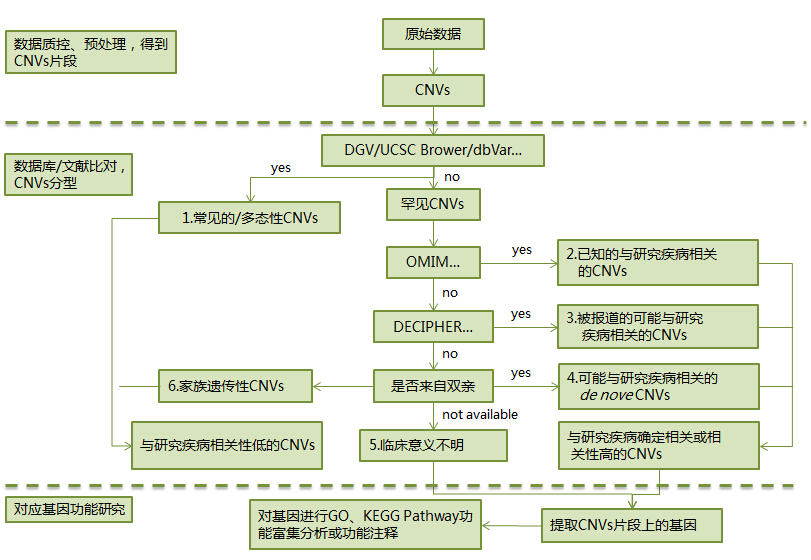 原始数据
数据质控、预处理，得到
CNVs片段
CNVs
DGV/UCSC Brower/dbVar...
数据库/文献比对，
CNVs分型
yes
no
1.常见的/多态性CNVs
罕见CNVs
OMIM...
yes
2.已知的与研究疾病相关
的CNVs
no
DECIPHER...
yes
3.被报道的可能与研究
疾病相关的CNVs
no
6.家族遗传性CNVs
是否来自双亲
yes
4.可能与研究疾病相关的
de nove CNVs
not available
与研究疾病相关性低的CNVs
5.临床意义不明
与研究疾病确定相关或相
关性高的CNVs
对应基因功能研究
对基因进行GO、KEGG Pathway功
能富集分析或功能注释
提取CNVs片段上的基因